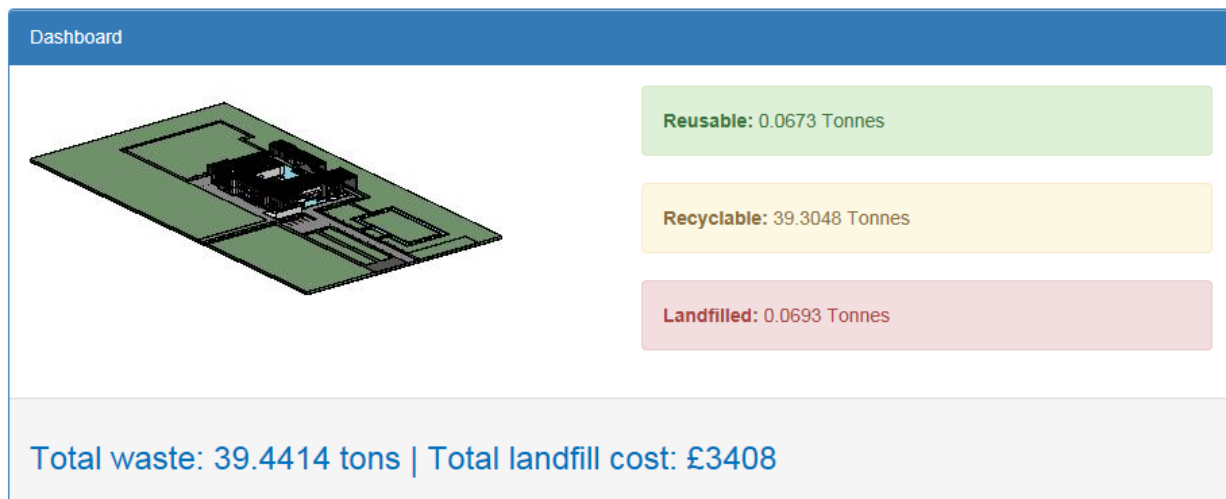 Dashboard
Reusable: 0.0673 Tonnes
Recyclable: 39.3048 Tonnes
Landfilled: 0.0693 Tonnes
Total waste: 39.4414 tons | Total landfill cost: £3408